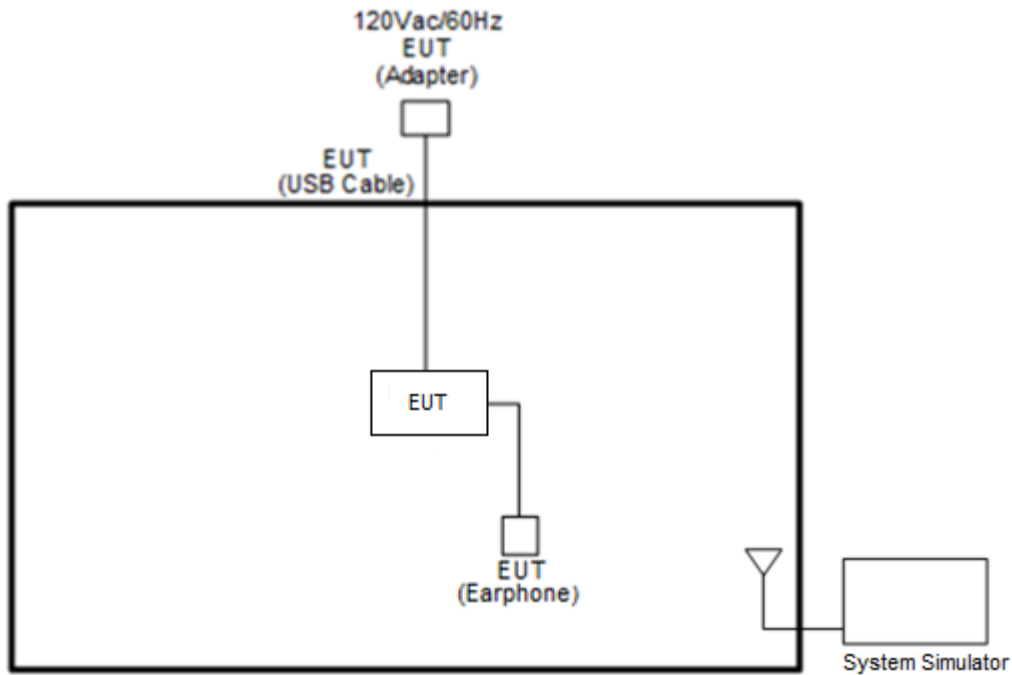 120Vac/60Hz
EUT
(Adapter)
EUT
(USB Cable)
EUT
EUT
(Earphone)
System Simulator